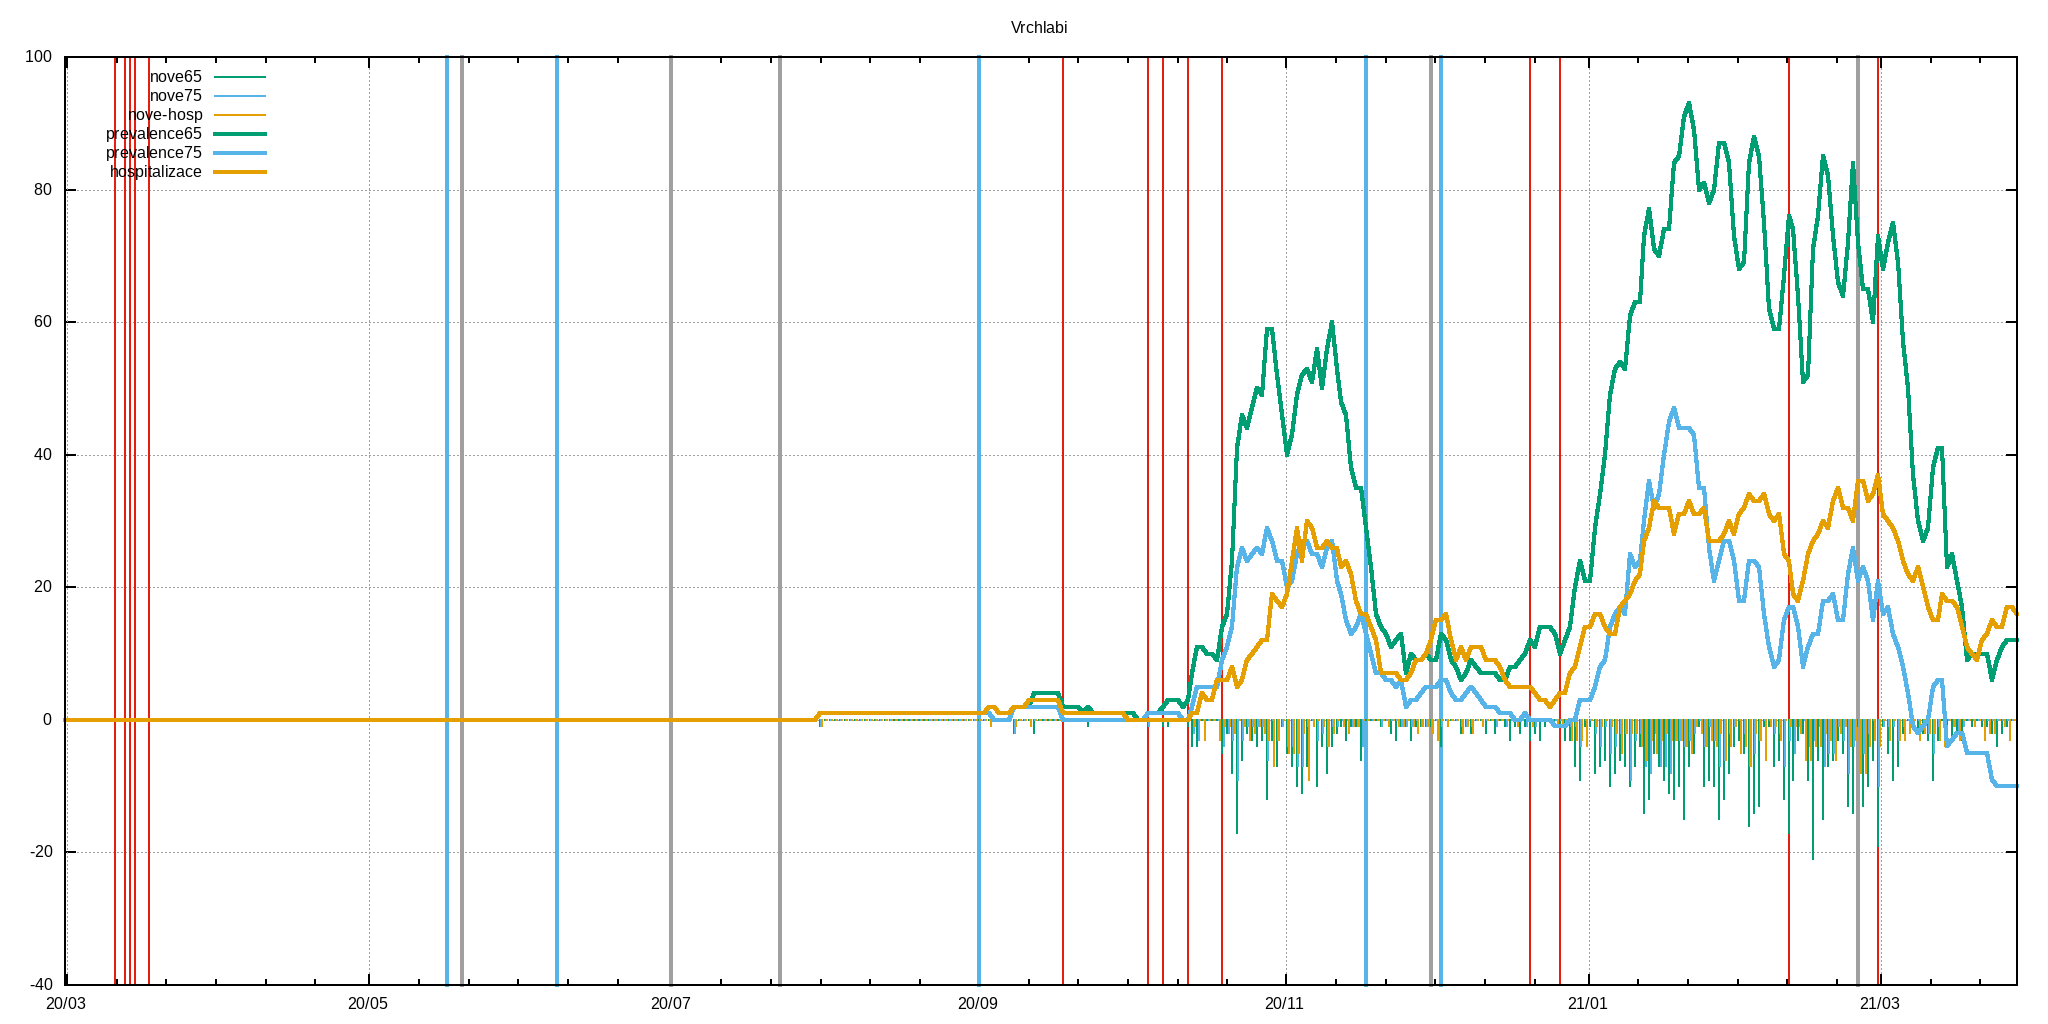 Vrchlabi
100
80
60
40
20
0
-20
-40
nove65
nove75
nove-hosp
prevalence65
prevalence75
hospitalizace
20/03 20/05 20/07 20/09 20/11 21/01 21/03